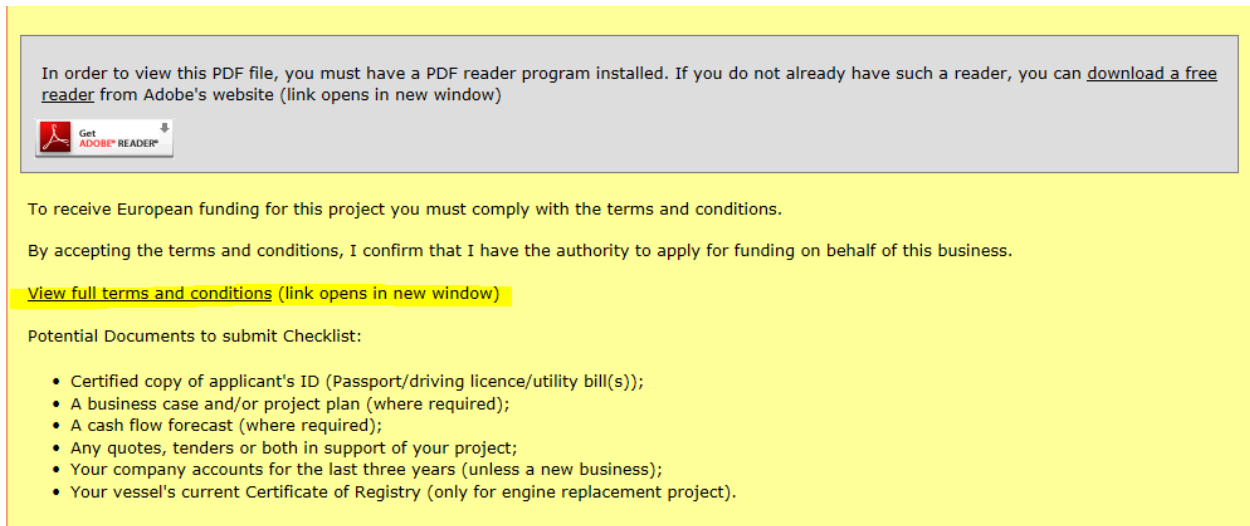 In order to view this PDF file, you must have a PDF reader program installed. If you do not already have such a reader, you can download a free
reader from Adobe's website (link opens in new window)
Get
ADOBE® READER®
To receive European funding for this project you must comply with the terms and conditions.
By accepting the terms and conditions, I confirm that I have the authority to apply for funding on behalf of this business.
View full terms and conditions (link opens in new window)
Potential Documents to submit Checklist:
• Certified copy of applicant's ID (Passport/driving licence/utility bill(s));
• A business case and/or project plan (where required);
• A cash flow forecast (where required);
• Any quotes, tenders or both in support of your project;
• Your company accounts for the last three years (unless a new business);
• Your vessel's current Certificate of Registry (only for engine replacement project).